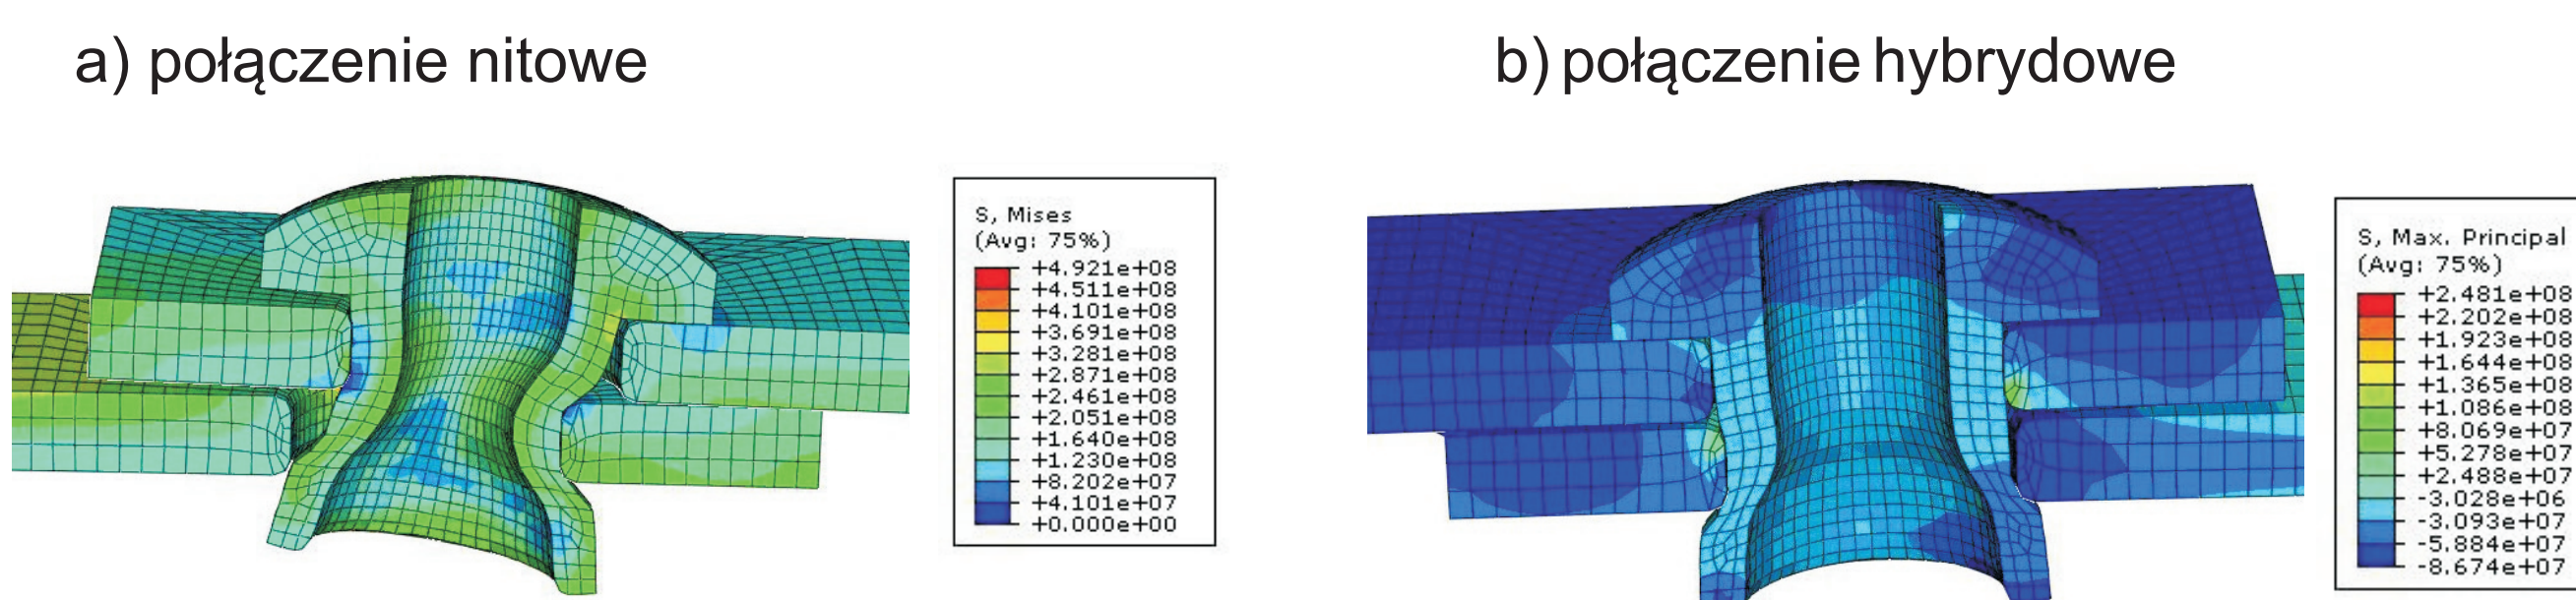 a) połączenie nitowe
b) połączenie hybrydowe
S, Mises
(Avg: 75%)
+4.921e+08
+4.511e+08
+4.101e+08
+3.691e+08
+3.281e+08
+2.871e+08
+2.461e+08
+2.051e+08
+1.640e+08
+1.230e+08
+8.202e+07
+4.101e+07
+0.000e+00
S, Max. Principal
(Avg: 75%)
+2.481e+08
+2.202e+08
+1.923e+08
+1.644e+08
+1.365e+08
+1.086e+08
+8.069e+07
+5.278e+07
+2.488e+07
-3.028e+06
-3.093e+07
-5.884e+07
-8.674e+07